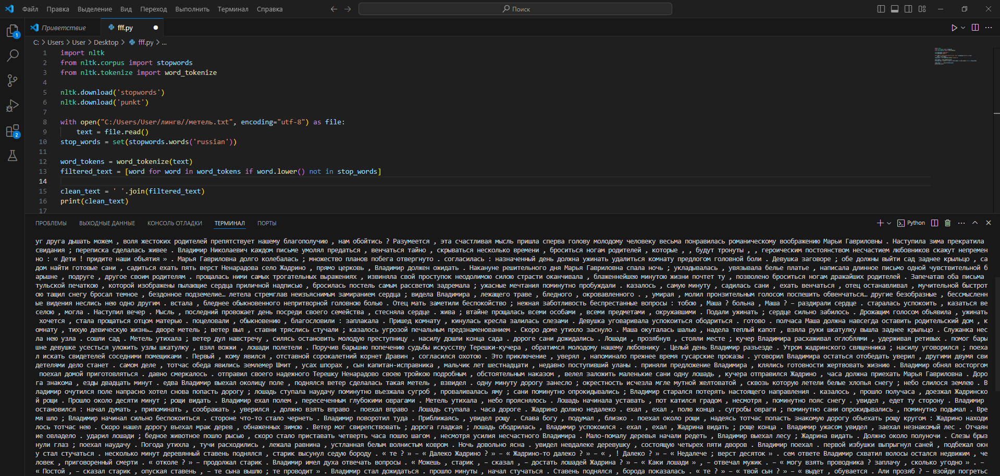 Файл Правка Выделение Вид Переход Выполнить Терминал Справка Поиск
Приветствие fff.py
C: > Users > User > Desktop > fff.py > ...
1 import nltk
2 from nltk.corpus import stopwords
3 from nltk.tokenize import word_tokenize
4
5 nltk.download('stopwords')
6 nltk.download('punkt')
7
8 with open("C:/Users/User/лингв//метель.txt", encoding="utf-8") as file:
9 text = file.read()
10 stop_words = set(stopwords.words('russian'))
11
12 word_tokens = word_tokenize(text)
13 filtered_text = [word for word in word_tokens if word.lower() not in stop_words]
14
15 clean_text = ' '.join(filtered_text)
16 print(clean_text)
17
1
2
ПРОБЛЕМЫ ВЫХОДНЫЕ ДАННЫЕ КОНСОЛЬ ОТЛАДКИ ТЕРМИНАЛ ПОРТЫ Python
уг друга дышать можем , воля жестоких родителей препятствует нашему благополучию , нам обойтись ? Разумеется , эта счастливая мысль пришла сперва голову молодому человеку весьма понравилась романическому воображению Марьи Гавриловны . Наступила зима прекратила
свидания ; переписка сделалась живее . Владимир Николаевич каждом письме умолял предаться , венчаться тайно , скрываться несколько времени , броситься ногам родителей , которые , , будут тронуты , , героическим постоянством несчастием любовников скажут непремен
но : « Дети ! придите наши объятия » . Марья Гавриловна долго колебалась ; множество планов побега отвергнуто . согласилась : назначенный день должна ужинать удалиться комнату предлогом головной боли . Девушка заговоре ; обе должны выйти сад заднее крыльцо , са
дом найти готовые сани , садиться ехать пять верст Ненарадова село Жадрино , прямо церковь , Владимир должен ожидать . Накануне решительного дня Марья Гавриловна спала ночь ; укладывалась , увязывала белье платье , написала длинное письмо одной чувствительной б
арышне , подруге , другое своим родителям . прощалась ними самых трогательных выражениях , извиняла свой проступок неодолимою силою страсти оканчивала , блаженнейшею минутою жизни почтет ту , позволено броситься ногам дражайших родителей . Запечатав оба письма
тульской печаткою , которой изображены пылающие сердца приличной надписью , бросилась постель самым рассветом задремала ; ужасные мечтания поминутно пробуждали . казалось , самую минуту , садилась сани , ехать венчаться , отец останавливал , мучительной быстрот
ою тащил снегу бросал темное , бездонное подземелие… летела стремглав неизъяснимым замиранием сердца ; видела Владимира , лежащего траве , бледного , окровавленного . , умирая , молил пронзительным голосом поспешить обвенчаться… другие безобразные , бессмысленн
ые видения неслись нею одно другим . встала , бледнее обыкновенного непритворной головною болью . Отец мать заметили беспокойство ; нежная заботливость беспрестанные вопросы : тобою , Маша ? больна , Маша ? – раздирали сердце . старалась успокоить , казаться ве
селою , могла . Наступил вечер . Мысль , последний провожает день посреди своего семейства , стесняла сердце . жива ; втайне прощалась всеми особами , всеми предметами , окружавшими . Подали ужинать ; сердце сильно забилось . Дрожащим голосом объявила , ужинать
хочется , стала прощаться отцом матерью . поцеловали , обыкновению , благословили : заплакала . Пришед комнату , кинулась кресла залилась слезами . Девушка уговаривала успокоиться ободриться . готово . полчаса Маша должна навсегда оставить родительский дом , к
омнату , тихую девическую жизнь… дворе метель ; ветер выл , ставни тряслись стучали ; казалось угрозой печальным предзнаменованием . Скоро доме утихло заснуло . Маша окуталась шалью , надела теплый капот , взяла руки шкатулку вышла заднее крыльцо . Служанка нес
ла нею узла . сошли сад . Метель утихала ; ветер дул навстречу , силясь остановить молодую преступницу . насилу дошли конца сада . дороге сани дожидались . Лошади , прозябнув , стояли месте ; кучер Владимира расхаживал оглоблями , удерживая ретивых . помог бары
шне девушке усесться уложить узлы шкатулку , взял вожжи , лошади полетели . Поручив барышню попечению судьбы искусству Терешки-кучера , обратимся молодому нашему любовнику . Целый день Владимир разъезде . Утром жадринского священника ; насилу уговорился ; поеха
л искать свидетелей соседними помещиками . Первый , кому явился , отставной сорокалетний корнет Дравин , согласился охотою . Это приключение , уверял , напоминало прежнее время гусарские проказы . уговорил Владимира остаться отобедать уверил , другими двумя сви
детелями дело станет . самом деле , тотчас обеда явились землемер Шмит , усах шпорах , сын капитан-исправника , мальчик лет шестнадцати , недавно поступивший уланы . приняли предложение Владимира , клялись готовности жертвовать жизнию . Владимир обнял восторгом
поехал домой приготовляться . давно смеркалось . отправил своего надежного Терешку Ненарадово своею тройкою подробным , обстоятельным наказом , велел заложить маленькие сани одну лошадь , кучера отправился Жадрино , часа должна приехать Марья Гавриловна . Доро
га знакома , езды двадцать минут . едва Владимир выехал околицу поле , поднялся ветер сделалась такая метель , взвидел . одну минуту дорогу занесло ; окрестность исчезла мгле мутной желтоватой , сквозь которую летели белые хлопья снегу ; небо слилося землею . В
ладимир очутился поле напрасно хотел снова попасть дорогу ; лошадь ступала наудачу поминутно въезжала сугроб , проваливалась яму ; сани поминутно опрокидывались ; Владимир старался потерять настоящего направления . казалось , прошло получаса , доезжал Жадринско
й рощи . Прошло около десяти минут ; рощи видать . Владимир ехал полем , пересеченным глубокими оврагами . Метель утихала , небо прояснялось . Лошадь начинала уставать , пот катился градом , несмотря , поминутно пояс снегу . увидел , едет ту сторону . Владимир
остановился : начал думать , припоминать , соображать , уверился , должно взять вправо . поехал вправо . Лошадь ступала . часа дороге . Жадрино должно недалеко . ехал , ехал , полю конца . сугробы овраги ; поминутно сани опрокидывались , поминутно подымал . Вре
мя шло ; Владимир начинал сильно беспокоиться . стороне что-то стало чернеть . Владимир поворотил туда . Приближаясь , увидел рощу . Слава богу , подумал , близко . поехал около рощи , надеясь тотчас попасть знакомую дорогу объехать рощу кругом : Жадрино находи
лось тотчас нею . Скоро нашел дорогу въехал мрак дерев , обнаженных зимою . Ветер мог свирепствовать ; дорога гладкая ; лошадь ободрилась , Владимир успокоился . ехал , ехал , Жадрина видать ; роще конца . Владимир ужасом увидел , заехал незнакомый лес . Отчаян
ие овладело . ударил лошади ; бедное животное пошло рысью , скоро стало приставать четверть часа пошло шагом , несмотря усилия несчастного Владимира . Мало-помалу деревья начали редеть , Владимир выехал лесу ; Жадрина видать . Должно около полуночи . Слезы брыз
нули глаз ; поехал наудачу . Погода утихла , тучи расходились , лежала равнина , устланная белым волнистым ковром . Ночь довольно ясна . увидел невдалеке деревушку , состоящую четырех пяти дворов . Владимир поехал . первой избушки выпрыгнул саней , подбежал окн
у стал стучаться . несколько минут деревянный ставень поднялся , старик высунул седую бороду . « те ? » – « Далеко Жадрино ? » – « Жадрино-то далеко ? » – « , ! Далеко ? » – « Недалече ; верст десяток » . сем ответе Владимир схватил волосы остался недвижим , че
ловек , приговоренный смерти . « отколе ? » – продолжал старик . Владимир имел духа отвечать вопросы . « Можешь , старик , – сказал , – достать лошадей Жадрина ? » – « Каки лошади » , – отвечал мужик . – « могу взять проводника ? заплачу , сколько угодно » . –
« Постой , – сказал старик , опуская ставень , – те сына вышлю ; те проводит » . Владимир стал дожидаться . прошло минуты , начал стучаться . Ставень поднялся , борода показалась . « те ? » – « твой сын ? » – « выдет , обувается . Али прозяб ? – взойди погретьс